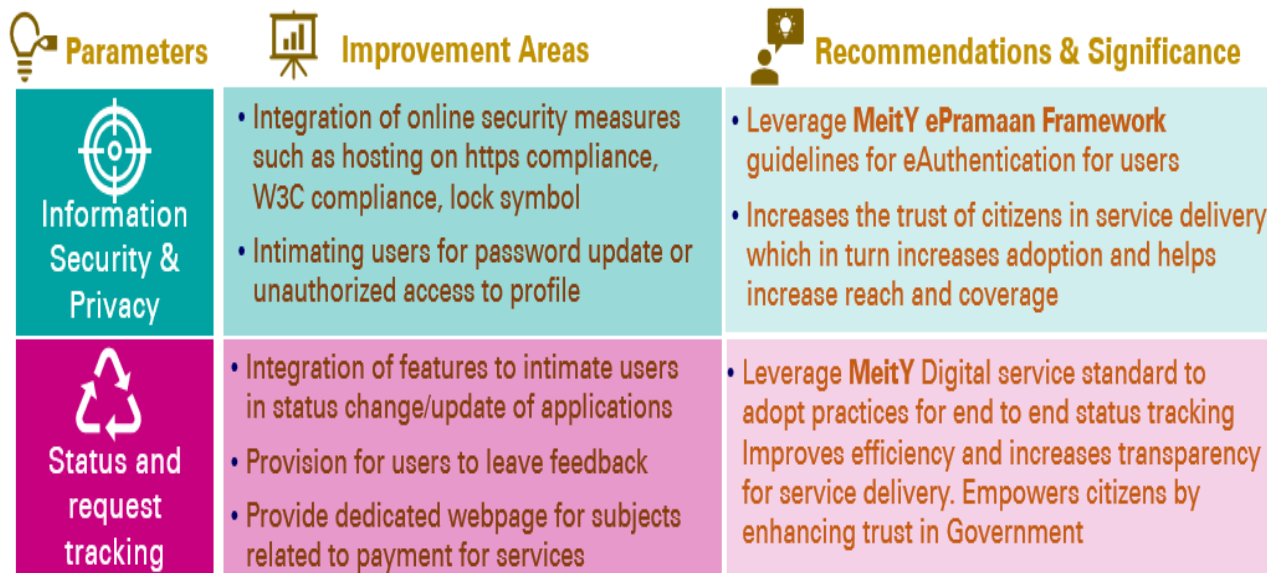 Parameters
Improvement Areas
Recommendations & Significance
Information
Security &
Privacy
• Integration of online security measures
such as hosting on https compliance,
W3C compliance, lock symbol
• Intimating users for password update or
unauthorized access to profile
• Leverage MeitY ePramaan Framework
guidelines for eAuthentication for users
• Increases the trust of citizens in service delivery
which in turn increases adoption and helps
increase reach and coverage
Status and
request
tracking
• Integration of features to intimate users
in status change/update of applications
• Provision for users to leave feedback
• Provide dedicated webpage for subjects
related to payment for services
• Leverage MeitY Digital service standard to
adopt practices for end to end status tracking
Improves efficiency and increases transparency
for service delivery. Empowers citizens by
enhancing trust in Government